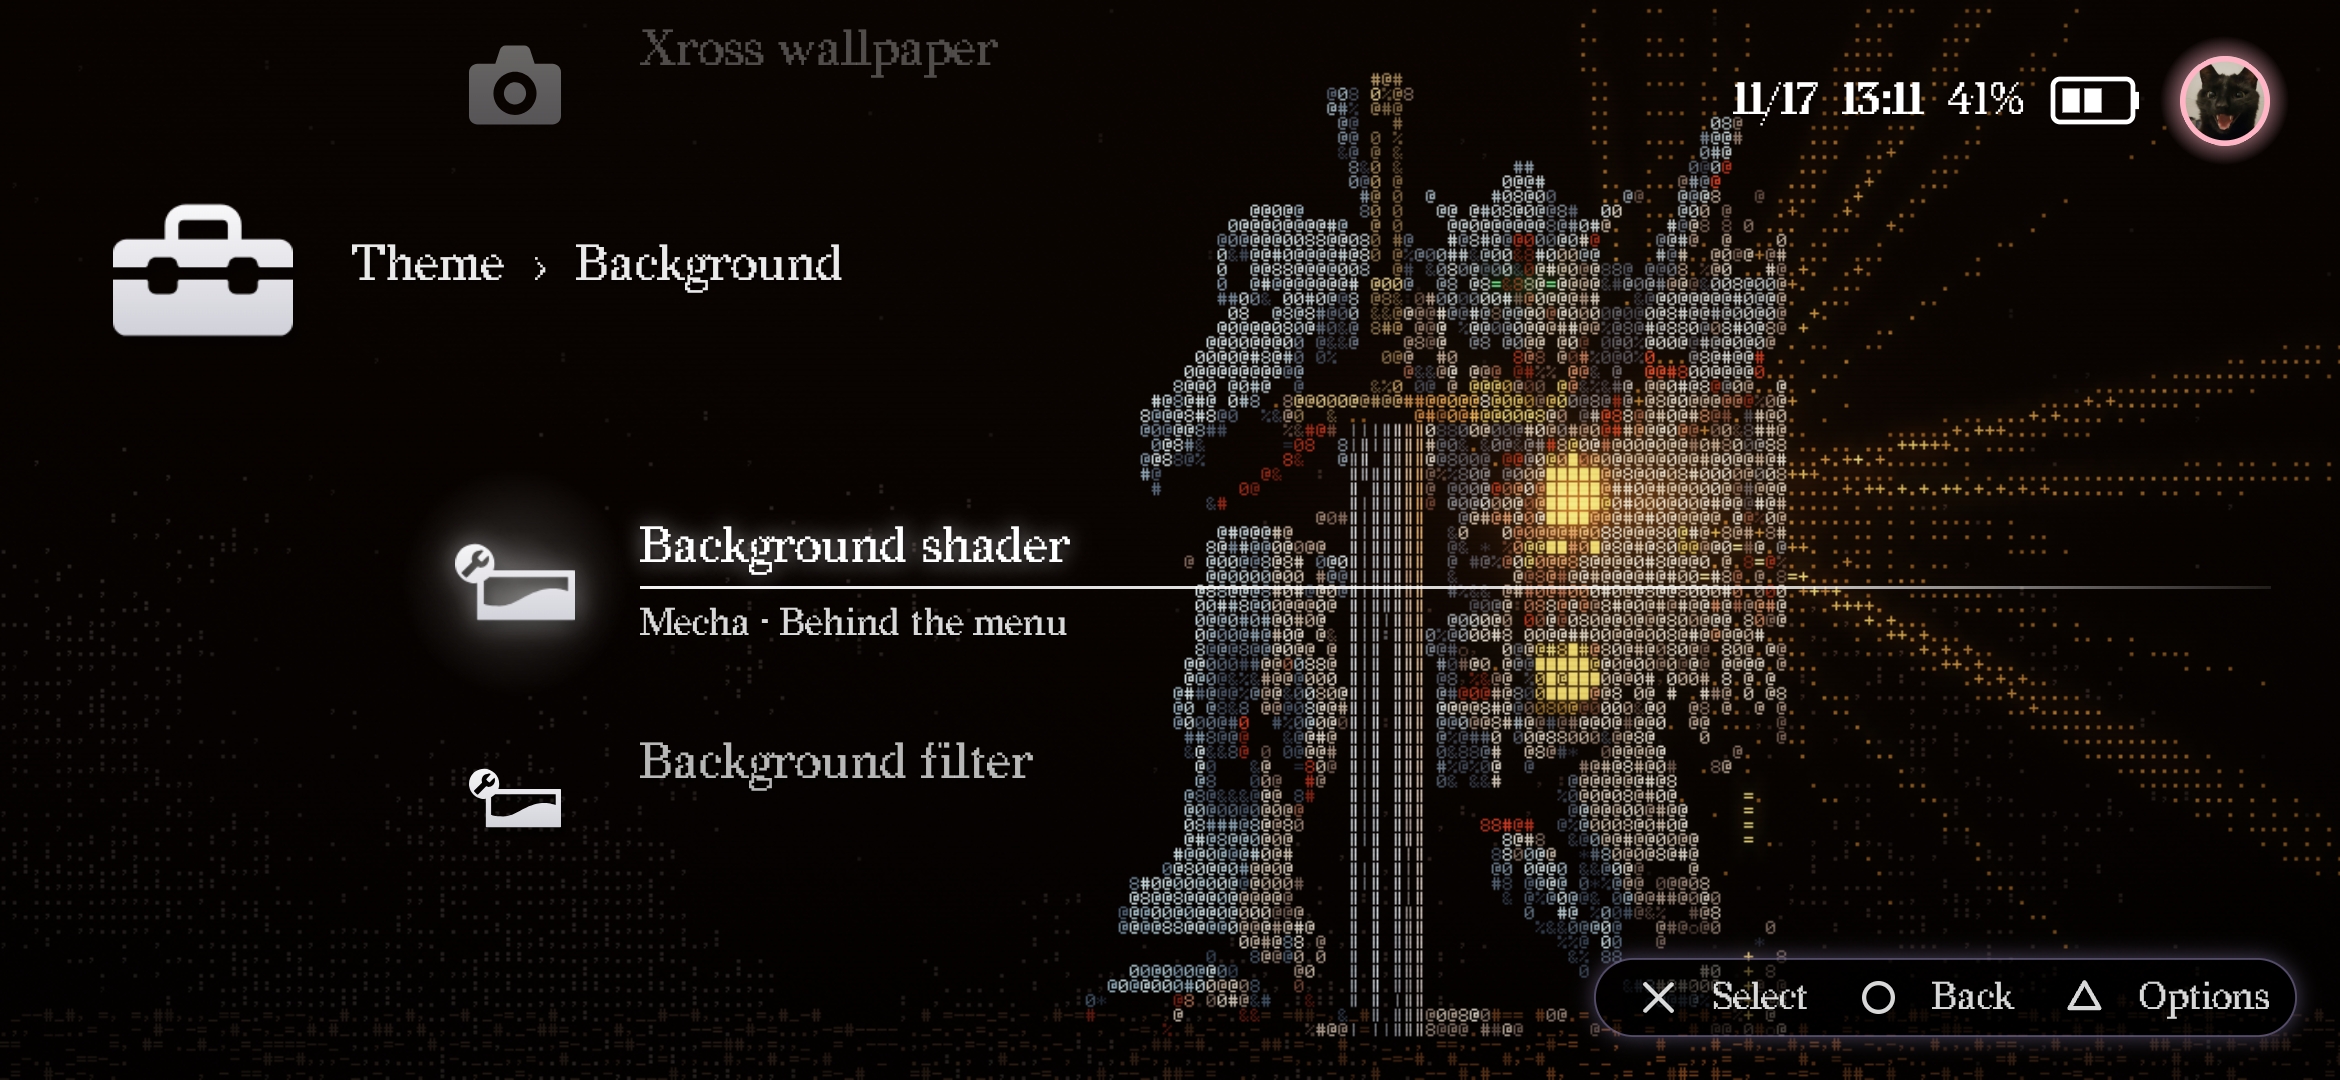 Xross wallpaper
11/17 13:11 41%
Theme › Background
Background shader
Mecha · Behind the menu
Background filter
Select Back Options